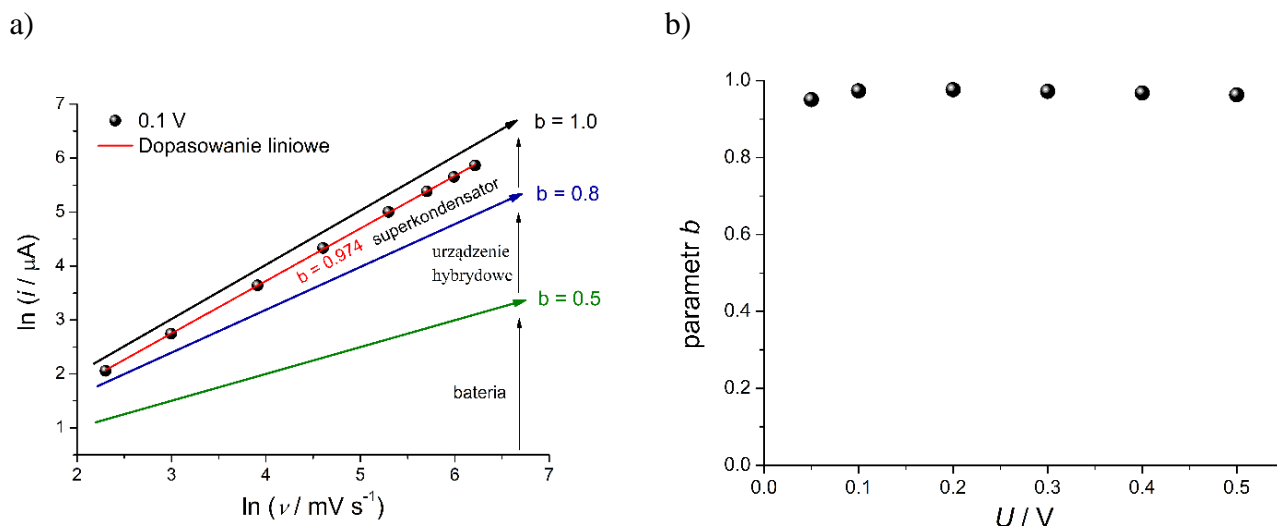 a)
7
6
5
4
3
2
1
ln (i / µA)
0.1 V
Dopasowanie liniowe
b = 1.0
b = 0.8
b = 0.5
b = 0.974
superkondensator
urządzenie
hybrydowe
bateria
2 3 4 5 6 7
ln (ν / mV s⁻¹)
b)
1.0
0.8
0.6
0.4
0.2
0.0
parametr b
0.0 0.1 0.2 0.3 0.4 0.5
U / V